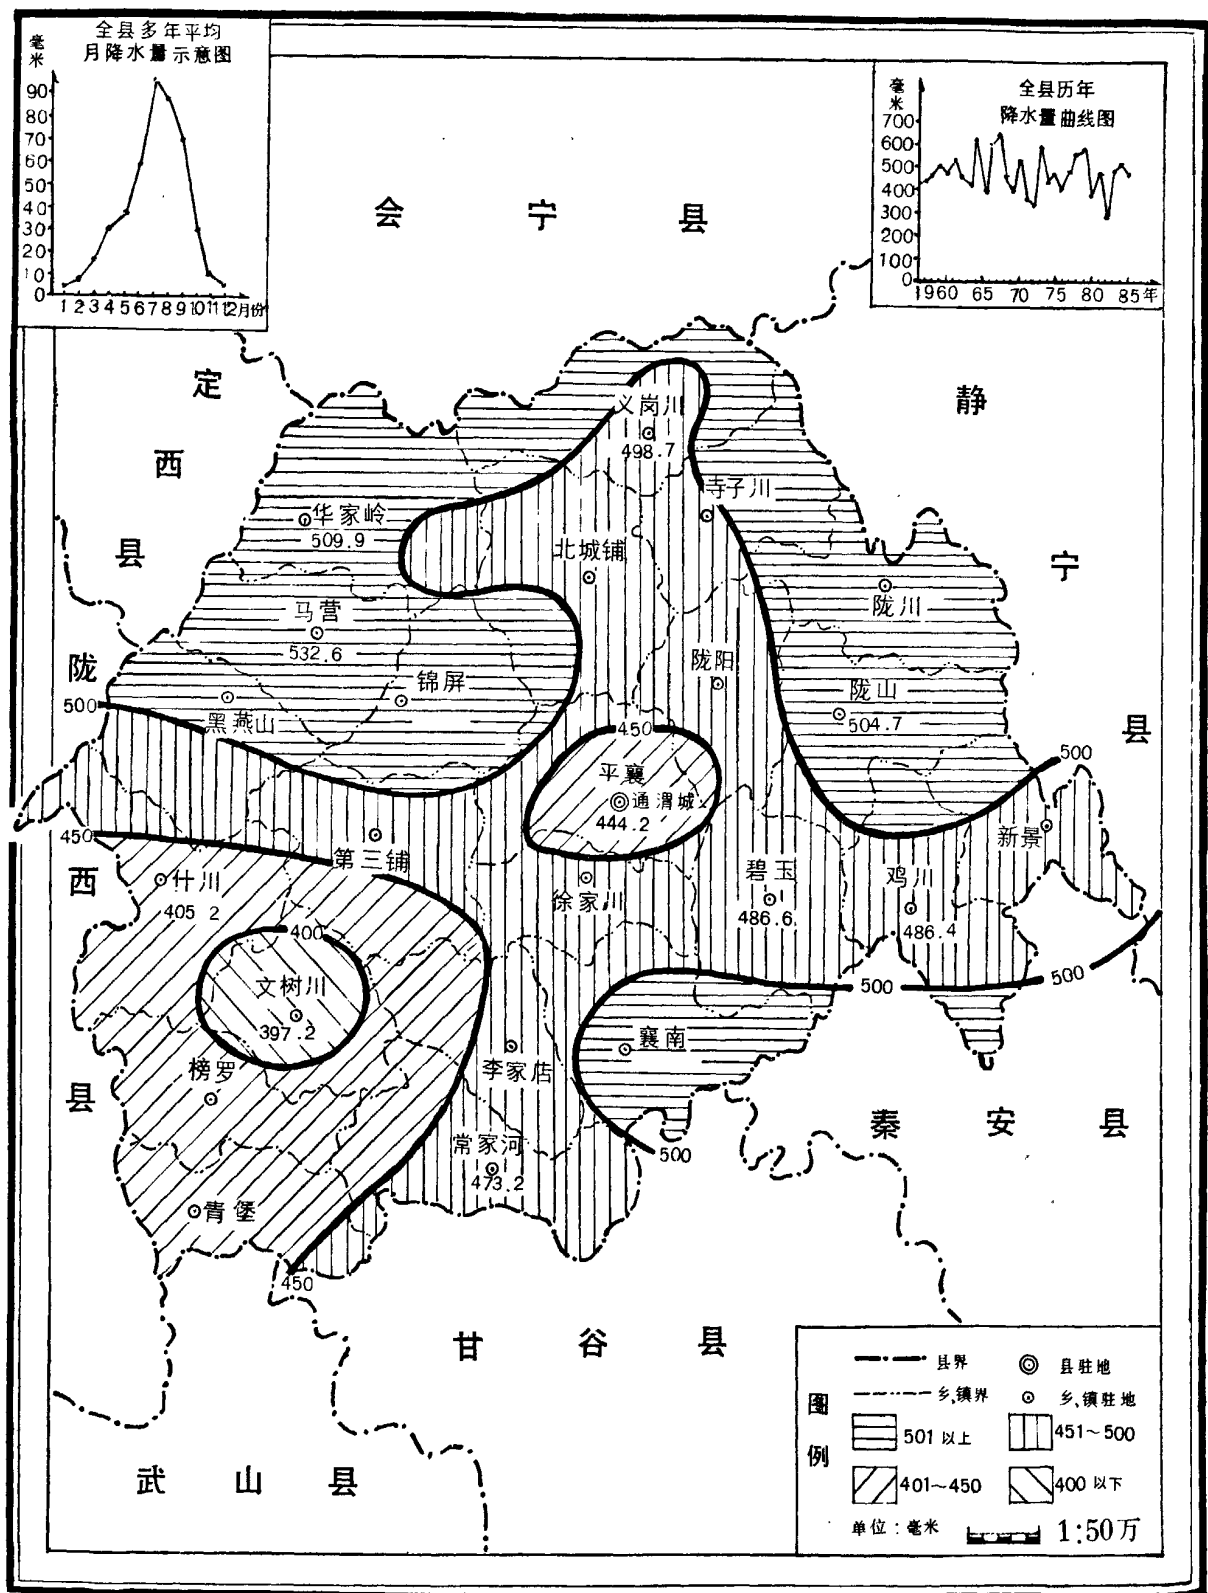 全县多年平均
月降水量示意图
毫米
90
80
70
60
50
40
30
20
10
0
1 2 3 4 5 6 7 8 9 10 11 12月份
全县历年
降水量曲线图
毫米
700
600
500
400
300
200
100
0
1960 65 70 75 80 85年
会宁县
定西县
静宁县
义岗川
498.7
寺子川
华家岭
509.9
北城铺
陇川
马营
532.6
陇阳
陇西县
锦屏
陇山
504.7
500
黑燕山
450
500
平襄
通渭城
444.2
450
第三铺
新景
什川
405 2
徐家川
碧玉
486.6
鸡川
486.4
400
文树川
397.2
500
500
襄南
李家店
榜罗
秦安县
常家河
473.2
500
青堡
450
甘谷县
武山县
图例
县界
县驻地
乡,镇界
乡,镇驻地
501以上
451~500
401~450
400以下
单位:毫米
1:50万